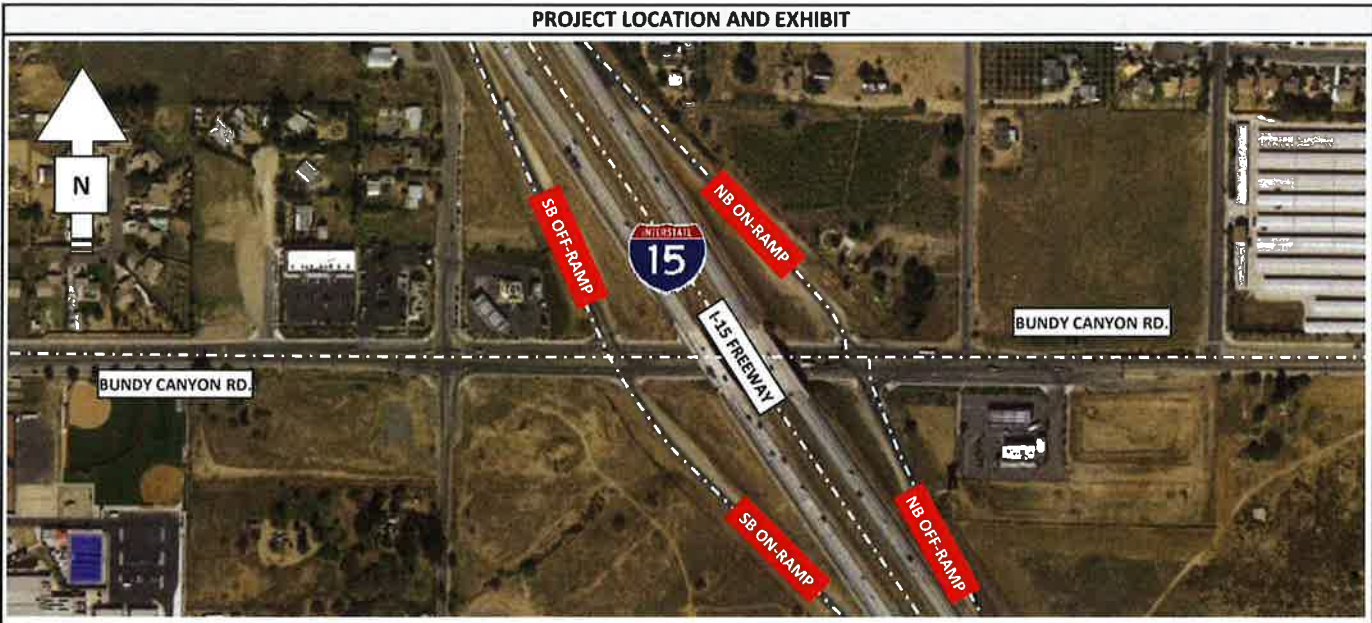 PROJECT LOCATION AND EXHIBIT
N
SB OFF-RAMP
NB ON-RAMP
INTERSTATE
15
I-15 FREEWAY
BUNDY CANYON RD.
BUNDY CANYON RD.
SB ON-RAMP
NB OFF-RAMP